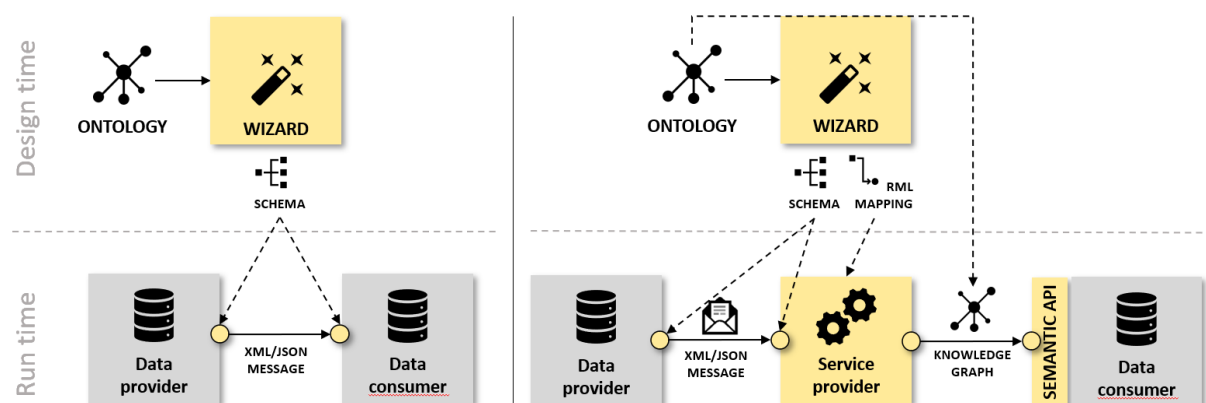 Design time
ONTOLOGY
WIZARD
SCHEMA
Run time
Data
provider
XML/JSON
MESSAGE
Data
consumer
ONTOLOGY
WIZARD
SCHEMA
RML
MAPPING
Data
provider
XML/JSON
MESSAGE
Service
provider
KNOWLEDGE
GRAPH
SEMANTIC API
Data
consumer